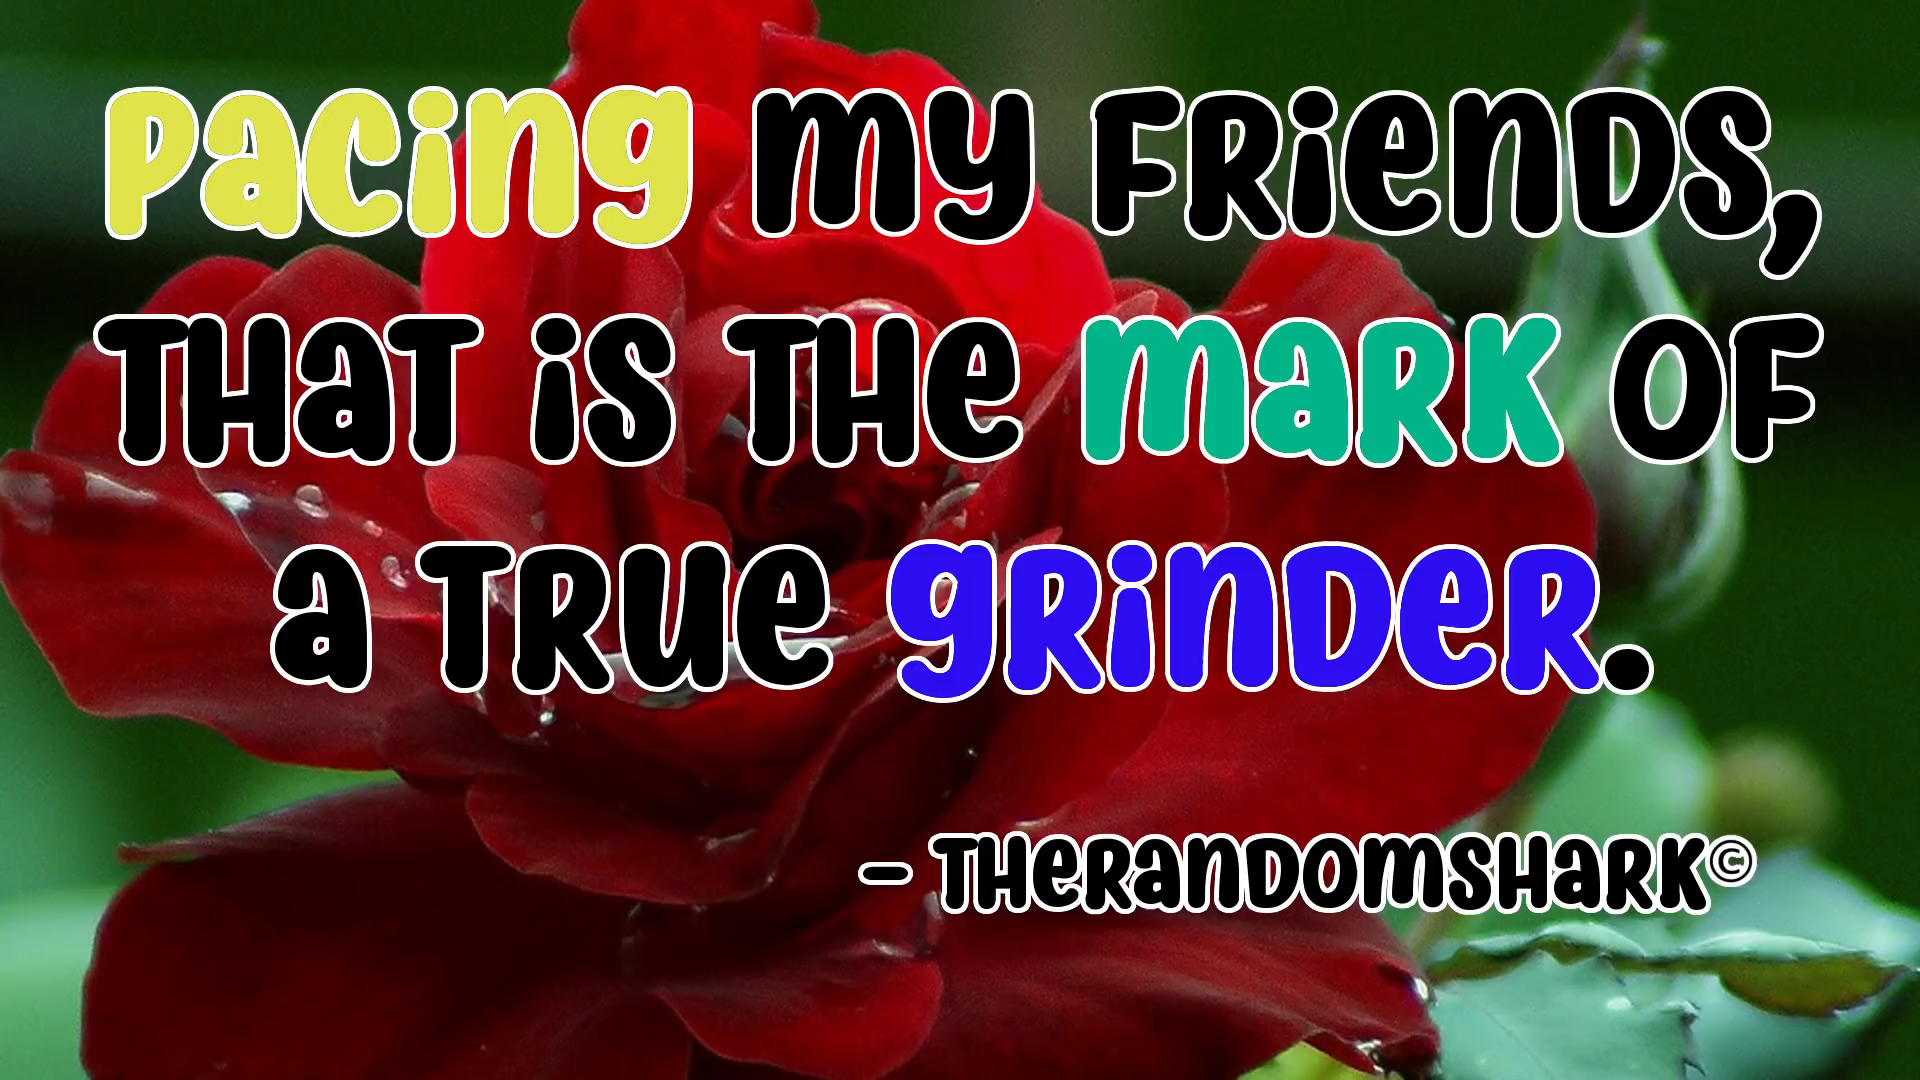 Pacing my friends,
that is the mark of
a true grinder.
- TheRandomShark©